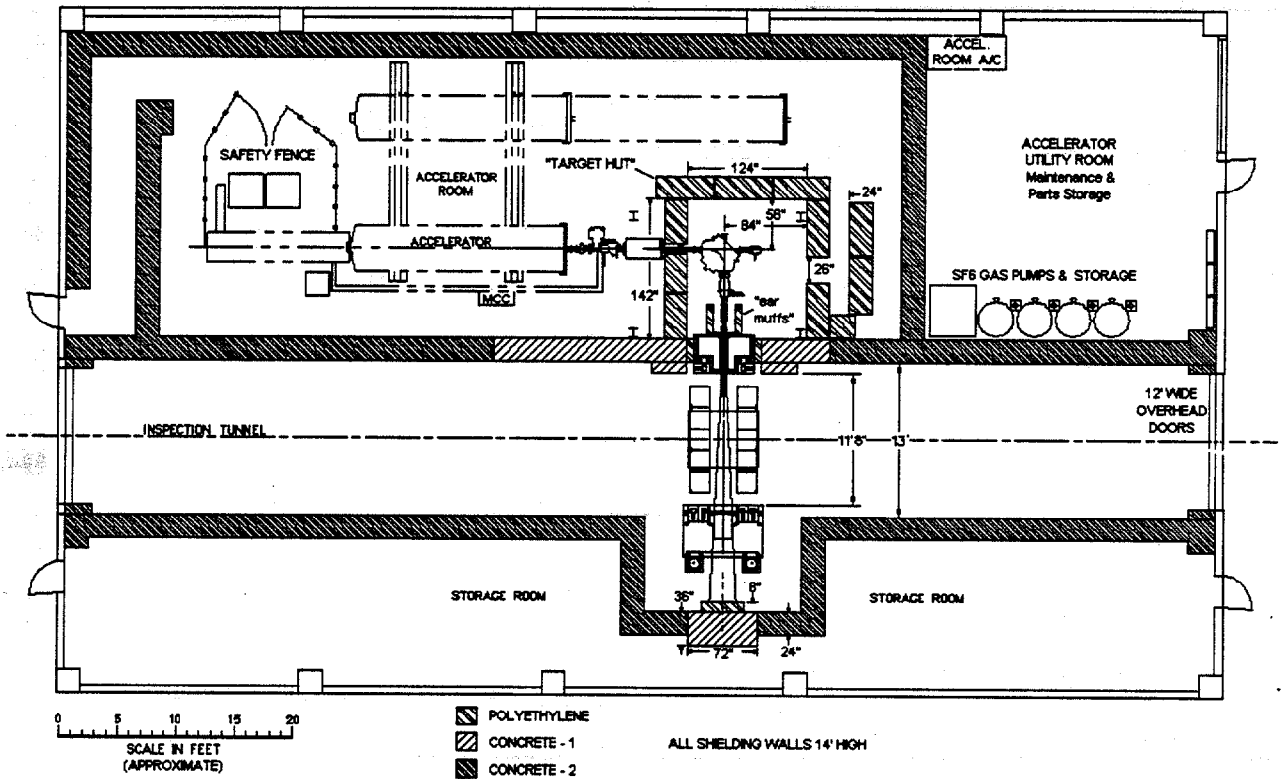 ACCEL.
ROOM A/C
SAFETY FENCE
ACCELERATOR
ROOM
"TARGET HUT"
124"
ACCELERATOR
UTILITY ROOM
Maintenance &
Parts Storage
24"
58"
84"
ACCELERATOR
26"
SF6 GAS PUMPS & STORAGE
142"
MCC
"ear
muffs"
12' WIDE
OVERHEAD
DOORS
INSPECTION TUNNEL
11'8"
13'
STORAGE ROOM
36"
8"
STORAGE ROOM
72"
24"
0 5 10 15 20
SCALE IN FEET
(APPROXIMATE)
POLYETHYLENE
CONCRETE - 1
CONCRETE - 2
ALL SHIELDING WALLS 14' HIGH